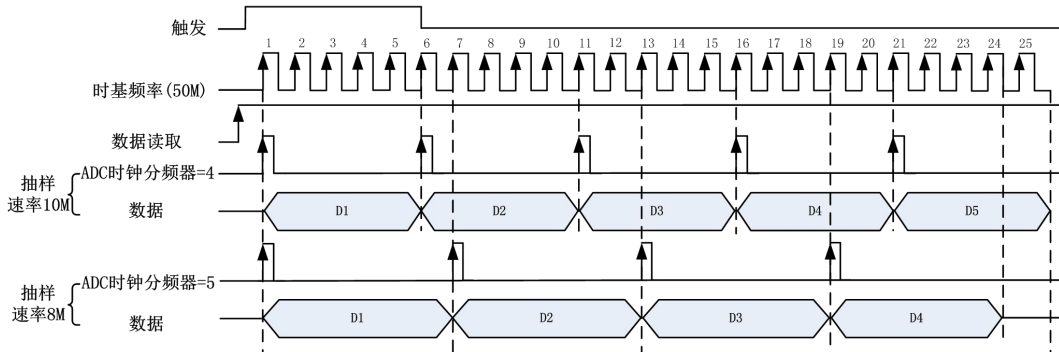 触发
1 2 3 4 5 6 7 8 9 10 11 12 13 14 15 16 17 18 19 20 21 22 23 24 25
时基频率(50M)
数据读取
抽样
速率10M
ADC时钟分频器=4
数据
D1 D2 D3 D4 D5
抽样
速率8M
ADC时钟分频器=5
数据
D1 D2 D3 D4